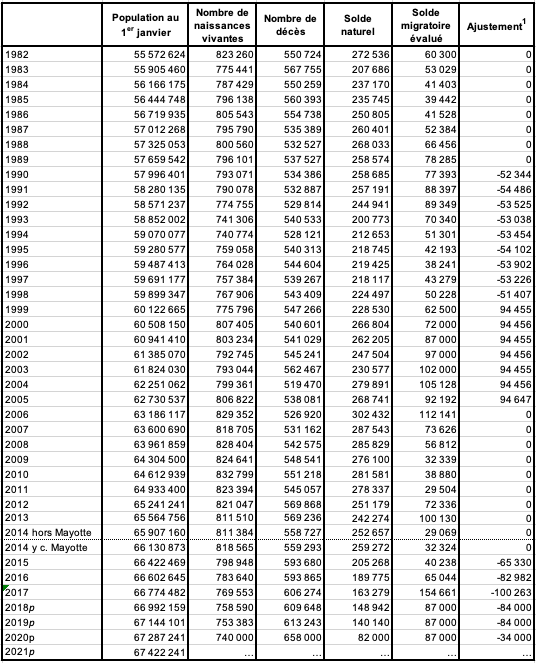 Population au 1er janvier Nombre de naissances vivantes Nombre de décès Solde naturel Solde migratoire évalué Ajustement1
1982 55 572 624 823 260 550 724 272 536 60 300 0
1983 55 905 460 775 441 567 755 207 686 53 029 0
1984 56 166 175 787 429 550 259 237 170 41 403 0
1985 56 444 748 796 138 560 393 235 745 39 442 0
1986 56 719 935 805 543 554 738 250 805 41 528 0
1987 57 012 268 795 790 535 389 260 401 52 384 0
1988 57 325 053 800 560 532 527 268 033 66 456 0
1989 57 659 542 796 101 537 527 258 574 78 285 0
1990 57 996 401 793 071 534 386 258 685 77 393 -52 344
1991 58 280 135 790 078 532 887 257 191 88 397 -54 486
1992 58 571 237 774 755 529 814 244 941 89 349 -53 525
1993 58 852 002 741 306 540 533 200 773 70 340 -53 038
1994 59 070 077 740 774 528 121 212 653 51 301 -53 454
1995 59 280 577 759 058 540 313 218 745 42 193 -54 102
1996 59 487 413 764 028 544 604 219 425 38 241 -53 902
1997 59 691 177 757 384 539 267 218 117 43 279 -53 226
1998 59 899 347 767 906 543 409 224 497 50 228 -51 407
1999 60 122 665 775 796 547 266 228 530 62 500 94 455
2000 60 508 150 807 405 540 601 266 804 72 000 94 456
2001 60 941 410 803 234 541 029 262 205 87 000 94 455
2002 61 385 070 792 745 545 241 247 504 97 000 94 456
2003 61 824 030 793 044 562 467 230 577 102 000 94 455
2004 62 251 062 799 361 519 470 279 891 105 128 94 456
2005 62 730 537 806 822 538 081 268 741 92 192 94 647
2006 63 186 117 829 352 526 920 302 432 112 141 0
2007 63 600 690 818 705 531 162 287 543 73 626 0
2008 63 961 859 828 404 542 575 285 829 56 812 0
2009 64 304 500 824 641 548 541 276 100 32 339 0
2010 64 612 939 832 799 551 218 281 581 38 880 0
2011 64 933 400 823 394 545 057 278 337 29 504 0
2012 65 241 241 821 047 569 868 251 179 72 336 0
2013 65 564 756 811 510 569 236 242 274 100 130 0
2014 hors Mayotte 65 907 160 811 384 558 727 252 657 29 069 0
2014 y c. Mayotte 66 130 873 818 565 559 293 259 272 32 324 0
2015 66 422 469 798 948 593 680 205 268 40 238 -65 330
2016 66 602 645 783 640 593 865 189 775 65 044 -82 982
2017 66 774 482 769 553 606 274 163 279 154 661 -100 263
2018p 66 992 159 758 590 609 648 148 942 87 000 -84 000
2019p 67 144 101 753 383 613 243 140 140 87 000 -84 000
2020p 67 287 241 740 000 658 000 82 000 87 000 -34 000
2021p 67 422 241 ... ... ... ... ...